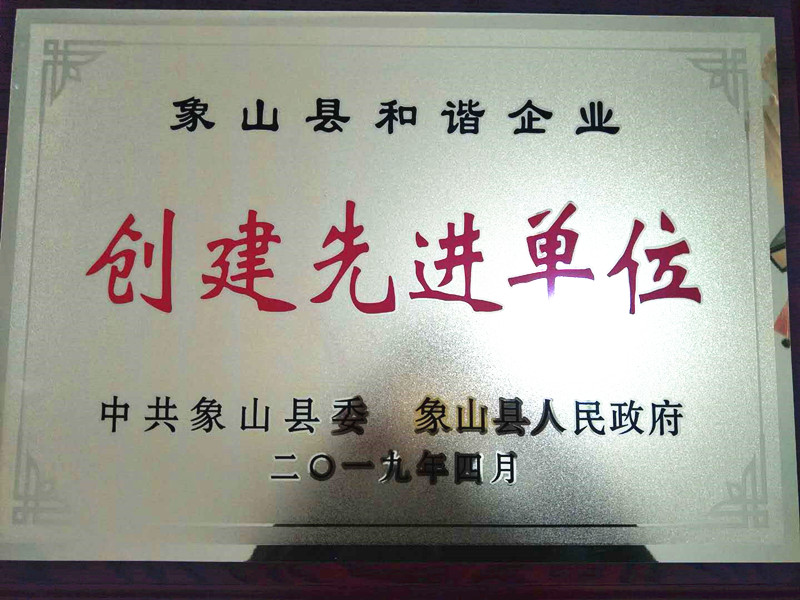 象山县和谐企业
创建先进单位
中共象山县委 象山县人民政府
二〇一九年四月